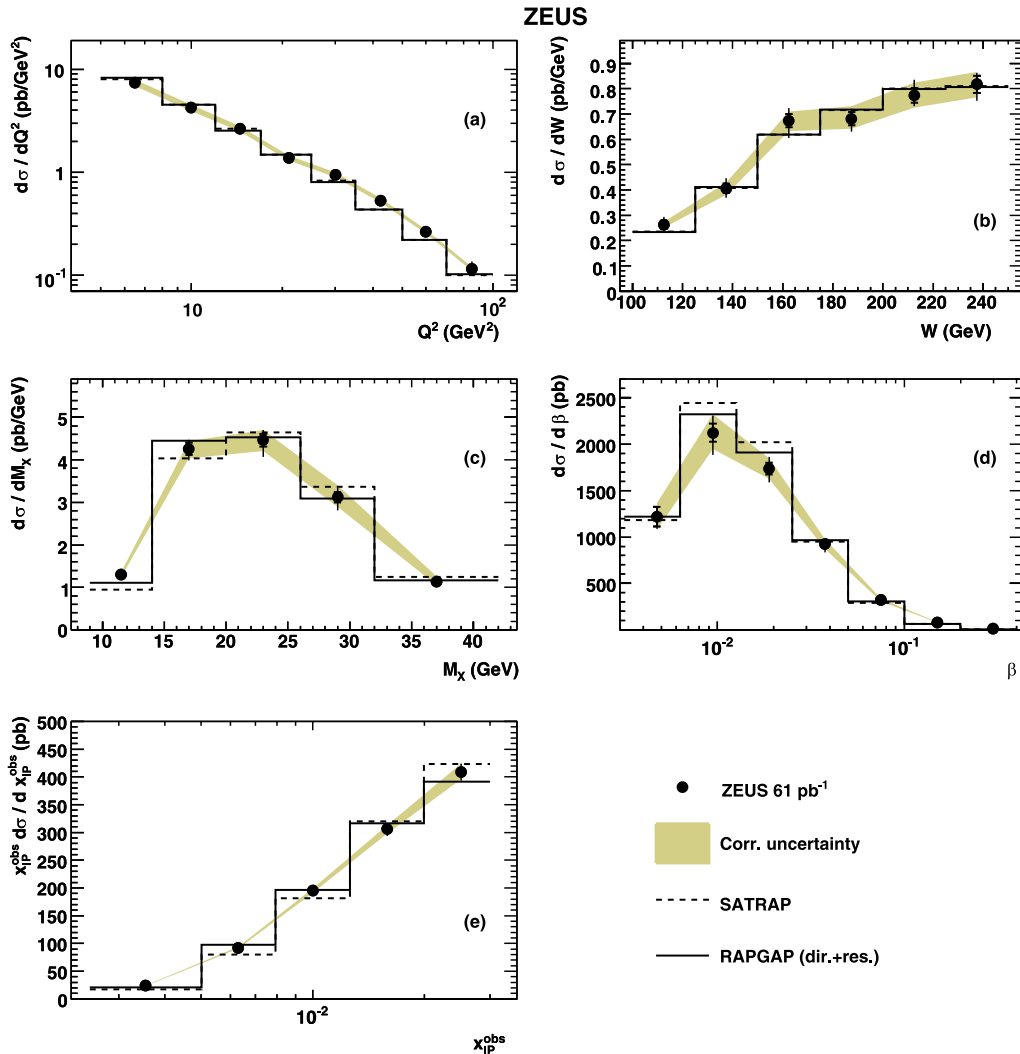 ZEUS
dσ / dQ² (pb/GeV²)
10
1
10⁻¹
(a)
10
10²
Q² (GeV²)
dσ / dW (pb/GeV)
0.9
0.8
0.7
0.6
0.5
0.4
0.3
0.2
0.1
0
(b)
100 120 140 160 180 200 220 240
W (GeV)
dσ / dM_X (pb/GeV)
5
4
3
2
1
0
(c)
10 15 20 25 30 35 40
M_X (GeV)
dσ / dβ (pb)
2500
2000
1500
1000
500
(d)
10⁻² 10⁻¹
β
x_IP^obs dσ / d x_IP^obs (pb)
500
450
400
350
300
250
200
150
100
50
0
(e)
10⁻²
x_IP^obs
ZEUS 61 pb⁻¹
Corr. uncertainty
SATRAP
RAPGAP (dir.+res.)